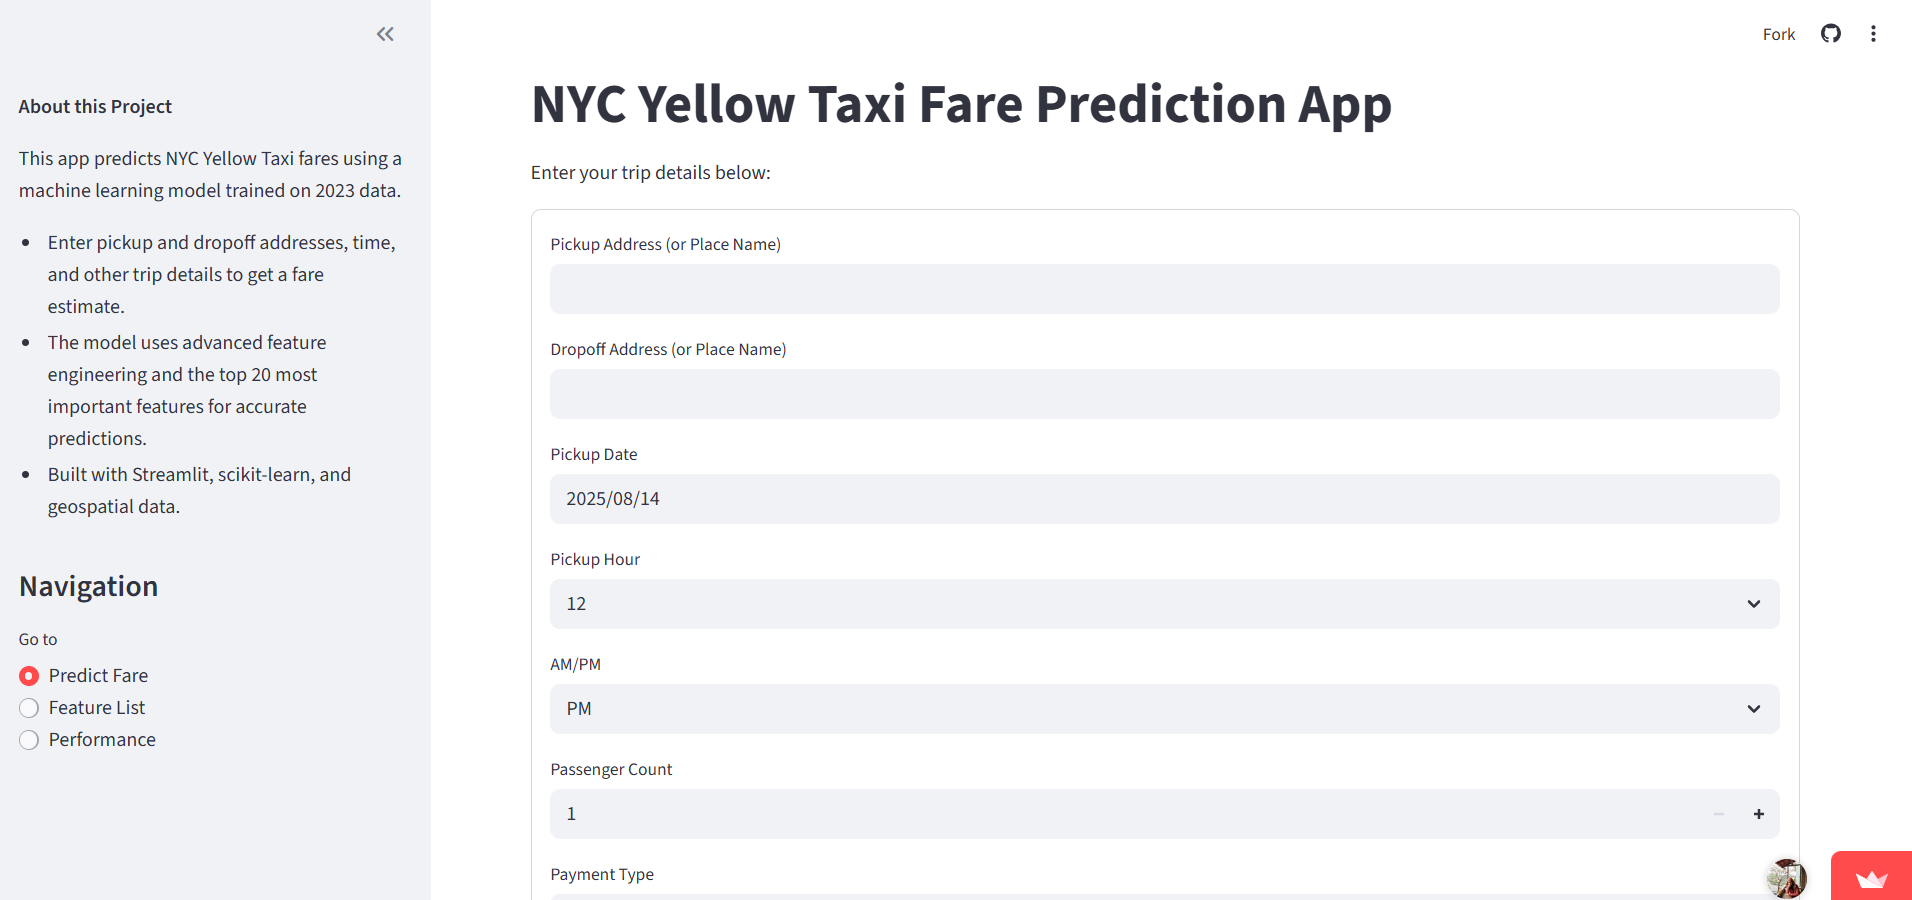 About this Project
This app predicts NYC Yellow Taxi fares using a
machine learning model trained on 2023 data.
Enter pickup and dropoff addresses, time,
and other trip details to get a fare
estimate.
The model uses advanced feature
engineering and the top 20 most
important features for accurate
predictions.
Built with Streamlit, scikit-learn, and
geospatial data.
Navigation
Go to
Predict Fare
Feature List
Performance
Fork
NYC Yellow Taxi Fare Prediction App
Enter your trip details below:
Pickup Address (or Place Name)
Dropoff Address (or Place Name)
Pickup Date
2025/08/14
Pickup Hour
12
AM/PM
PM
Passenger Count
1
Payment Type